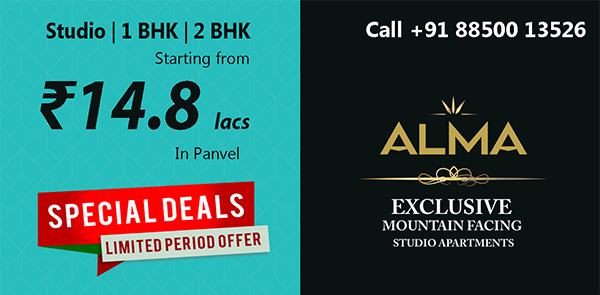 Studio | 1 BHK | 2 BHK
Starting from
₹14.8 lacs
In Panvel
SPECIAL DEALS
LIMITED PERIOD OFFER
Call +91 88500 13526
ALMA
EXCLUSIVE
MOUNTAIN FACING
STUDIO APARTMENTS